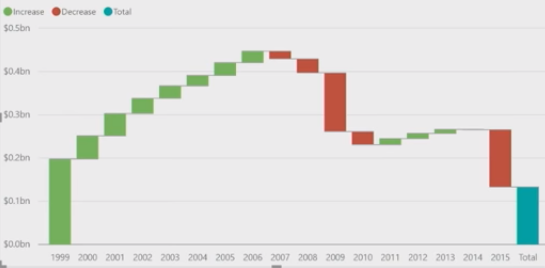 Increase Decrease Total
$0.5bn
$0.4bn
$0.3bn
$0.2bn
$0.1bn
$0.0bn
1999 2000 2001 2002 2003 2004 2005 2006 2007 2008 2009 2010 2011 2012 2013 2014 2015 Total